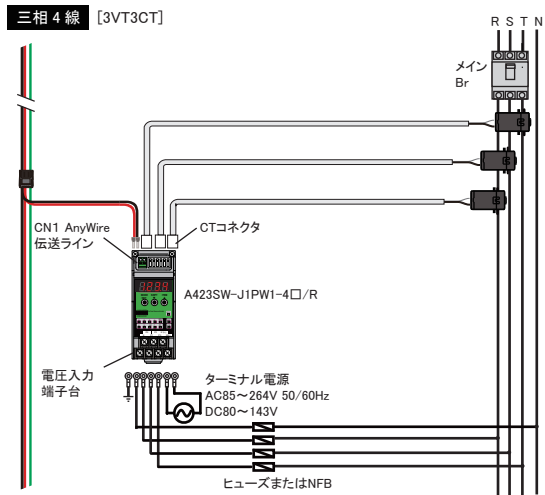 三相4線 [3VT3CT]
R S T N
メイン
Br
CN1 AnyWire
伝送ライン
CTコネクタ
A423SW-J1PW1-4□/R
電圧入力
端子台
ターミナル電源
AC85～264V 50/60Hz
DC80～143V
ヒューズまたはNFB